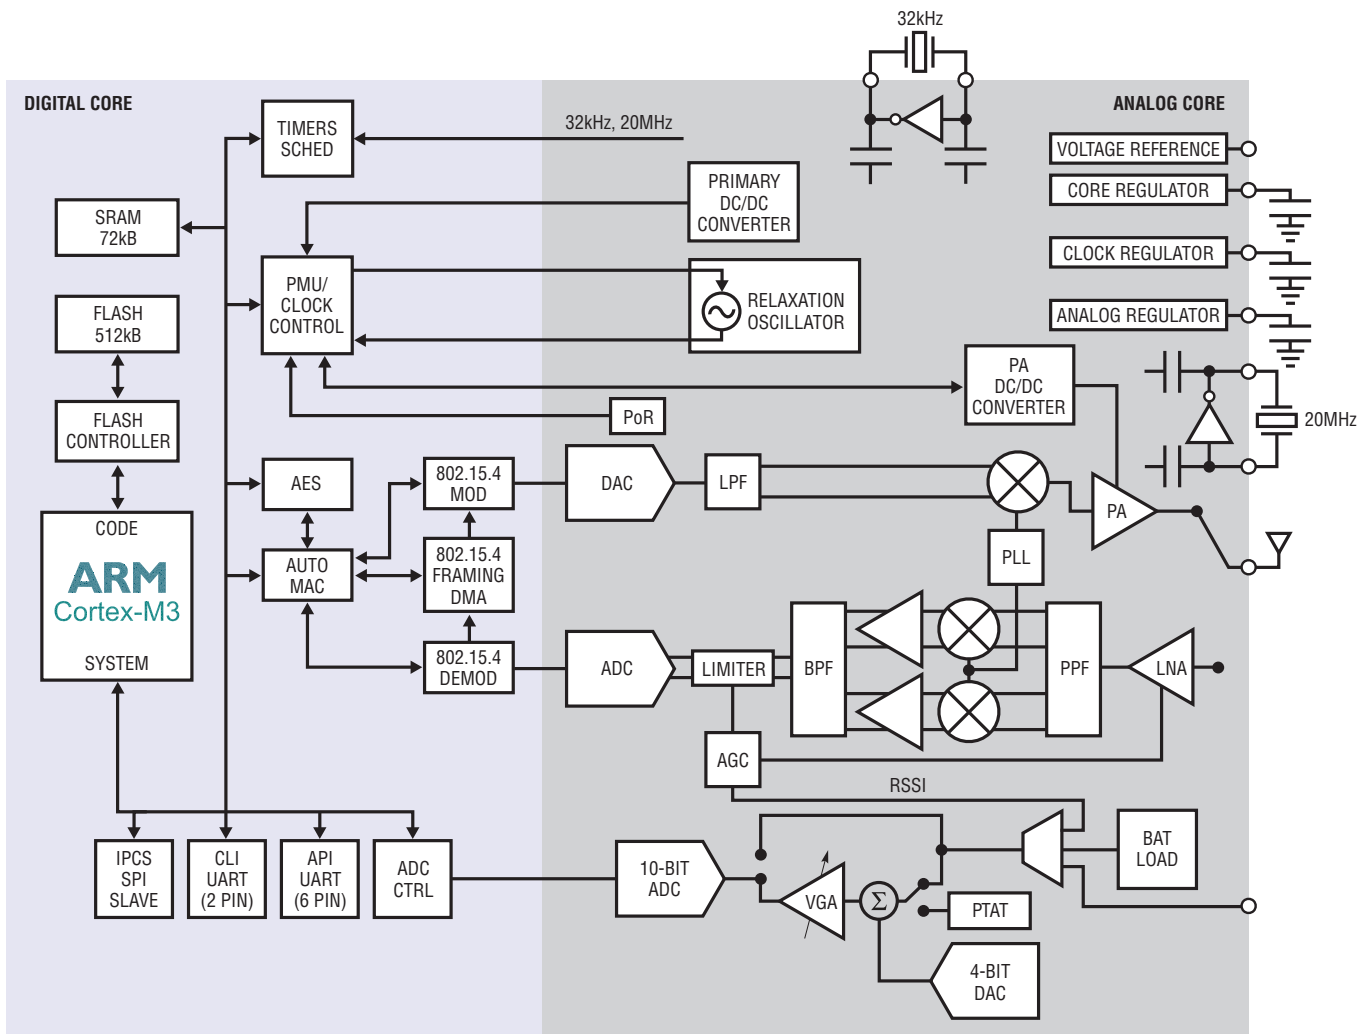 32kHz
DIGITAL CORE
ANALOG CORE
TIMERS
SCHED
32kHz, 20MHz
VOLTAGE REFERENCE
PRIMARY
DC/DC
CONVERTER
CORE REGULATOR
SRAM
72kB
CLOCK REGULATOR
PMU/
CLOCK
CONTROL
RELAXATION
OSCILLATOR
FLASH
512kB
ANALOG REGULATOR
PA
DC/DC
CONVERTER
PoR
20MHz
FLASH
CONTROLLER
AES
802.15.4
MOD
DAC
LPF
PA
CODE
ARM
Cortex-M3
SYSTEM
AUTO
MAC
802.15.4
FRAMING
DMA
PLL
802.15.4
DEMOD
ADC
LIMITER
BPF
PPF
LNA
AGC
RSSI
IPCS
SPI
SLAVE
CLI
UART
(2 PIN)
API
UART
(6 PIN)
ADC
CTRL
10-BIT
ADC
VGA
Σ
PTAT
BAT
LOAD
4-BIT
DAC